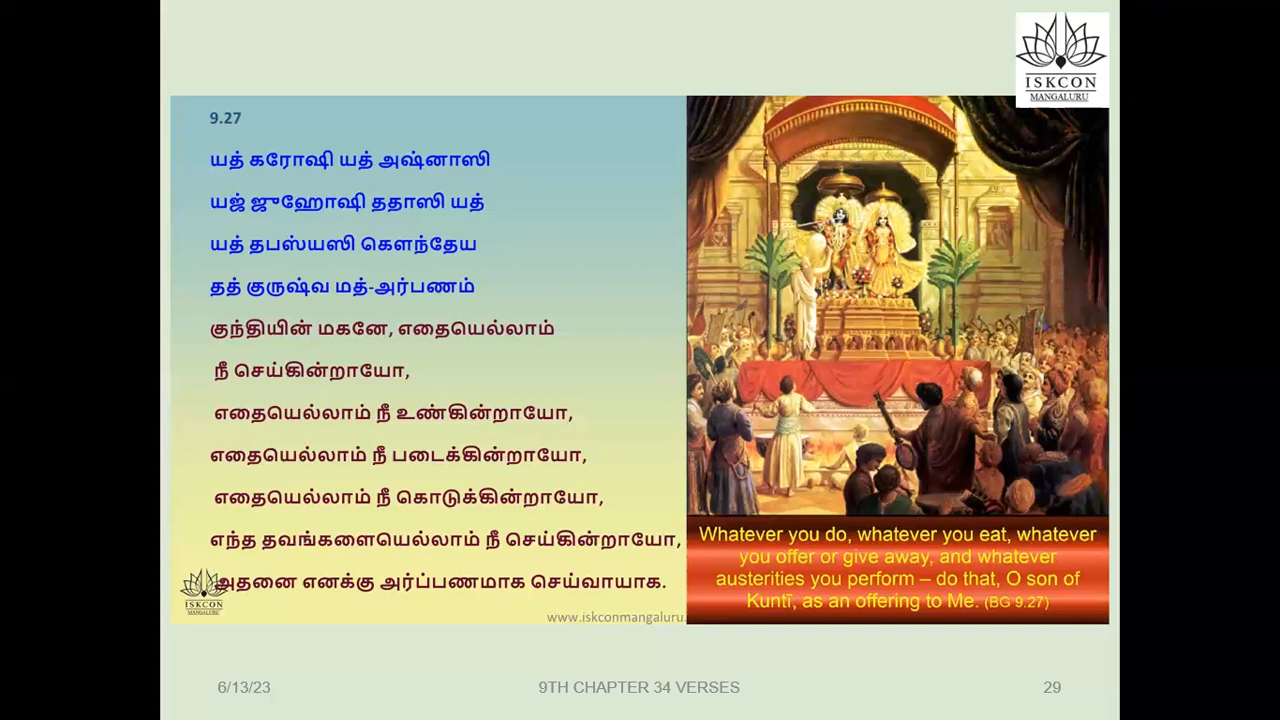 ISKCON
MANGALURU
9.27
யத் கரோஷி யத் அஷ்னாஸி
யஜ் ஜுஹோஷி ததாஸி யத்
யத் தபஸ்யஸி கௌந்தேய
தத் குருஷ்வ மத்-அர்பணம்
குந்தியின் மகனே, எதையெல்லாம்
நீ செய்கின்றாயோ,
எதையெல்லாம் நீ உண்கின்றாயோ,
எதையெல்லாம் நீ படைக்கின்றாயோ,
எதையெல்லாம் நீ கொடுக்கின்றாயோ,
எந்த தவங்களையெல்லாம் நீ செய்கின்றாயோ,
அதனை எனக்கு அர்ப்பணமாக செய்வாயாக.
ISKCON
MANGALURU
www.iskconmangaluru.
Whatever you do, whatever you eat, whatever
you offer or give away, and whatever
austerities you perform – do that, O son of
Kuntī, as an offering to Me. (BG 9.27)
6/13/23
9TH CHAPTER 34 VERSES
29